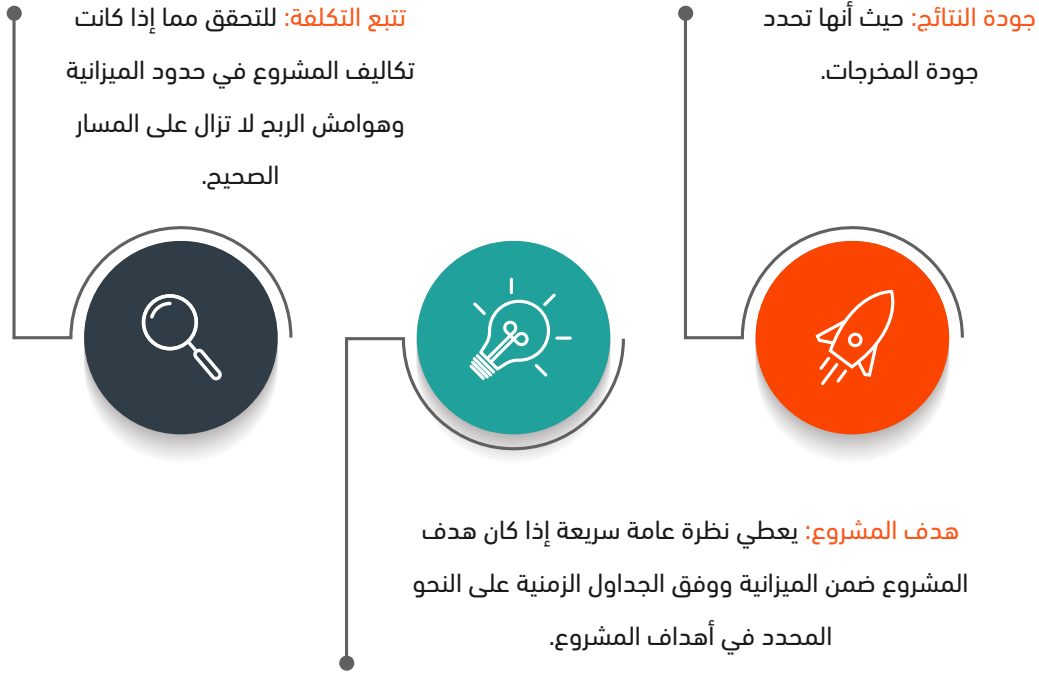 جودة النتائج: حيث أنها تحدد
جودة المخرجات.
تتبع التكلفة: للتحقق مما إذا كانت
تكاليف المشروع في حدود الميزانية
وهوامش الربح لا تزال على المسار
الصحيح.
هدف المشروع: يعطي نظرة عامة سريعة إذا كان هدف
المشروع ضمن الميزانية ووفق الجداول الزمنية على النحو
المحدد في أهداف المشروع.